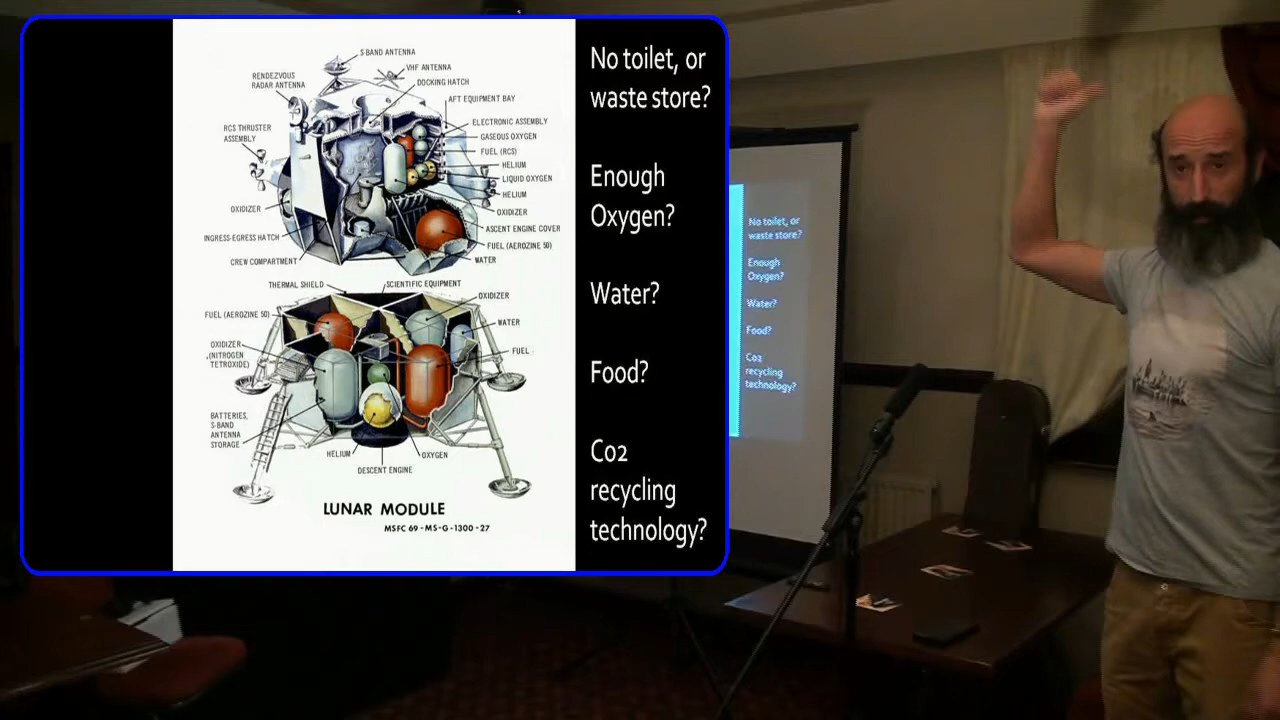 S-BAND ANTENNA
VHF ANTENNA
RENDEZVOUS
RADAR ANTENNA
DOCKING HATCH
AFT EQUIPMENT BAY
RCS THRUSTER
ASSEMBLY
ELECTRONIC ASSEMBLY
GASEOUS OXYGEN
FUEL (RCS)
HELIUM
LIQUID OXYGEN
HELIUM
OXIDIZER
OXIDIZER
ASCENT ENGINE COVER
INGRESS-EGRESS HATCH
FUEL (AEROZINE 50)
CREW COMPARTMENT
WATER
THERMAL SHIELD
SCIENTIFIC EQUIPMENT
OXIDIZER
FUEL (AEROZINE 50)
WATER
OXIDIZER
(NITROGEN
TETROXIDE)
FUEL
BATTERIES,
S-BAND
ANTENNA
STORAGE
HELIUM
OXYGEN
DESCENT ENGINE
LUNAR MODULE
MSFC 69-MS-G-1300-27
No toilet, or
waste store?
Enough
Oxygen?
Water?
Food?
Co2
recycling
technology?
No toilet, or
waste store?
Enough
Oxygen?
Water?
Food?
Co2
recycling
technology?